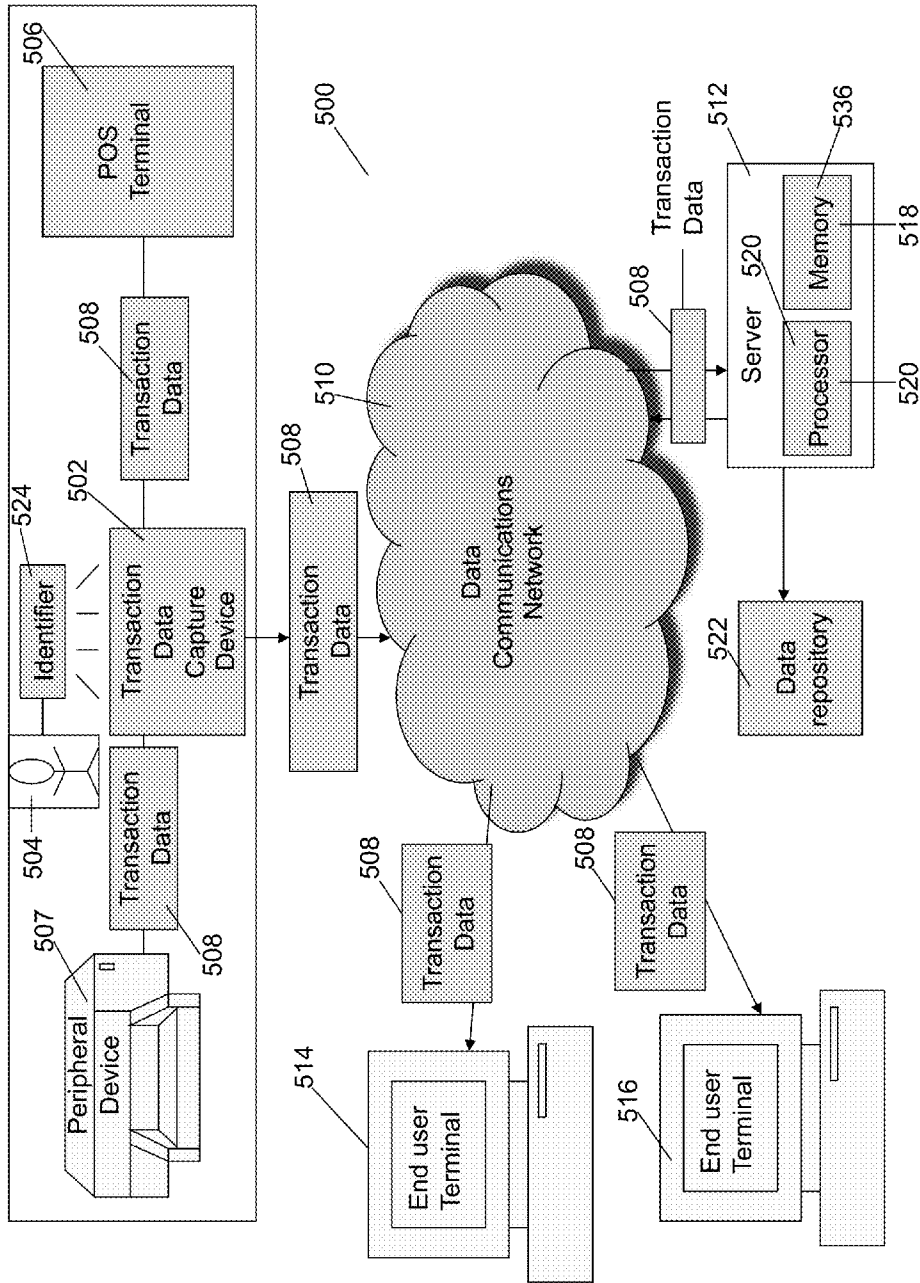 507
Peripheral
Device
508
Transaction
Data
504
Identifier
524
Transaction
Data
Capture
Device
502
Transaction
Data
508
POS
Terminal
506
Transaction
Data
508
500
Data
Communications
Network
510
508
Transaction
Data
508
Transaction
Data
508
Transaction
Data
514
End user
Terminal
516
End user
Terminal
522
Data
repository
Server
512
520
Processor
520
Memory
536
518